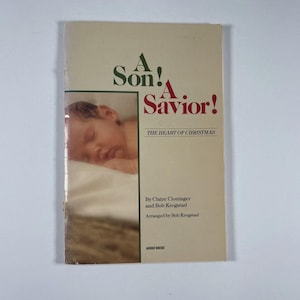 A
Son!
A
Savior!
THE HEART OF CHRISTMAS
By Claire Cloninger
and Bob Krogstad
Arranged by Bob Krogstad